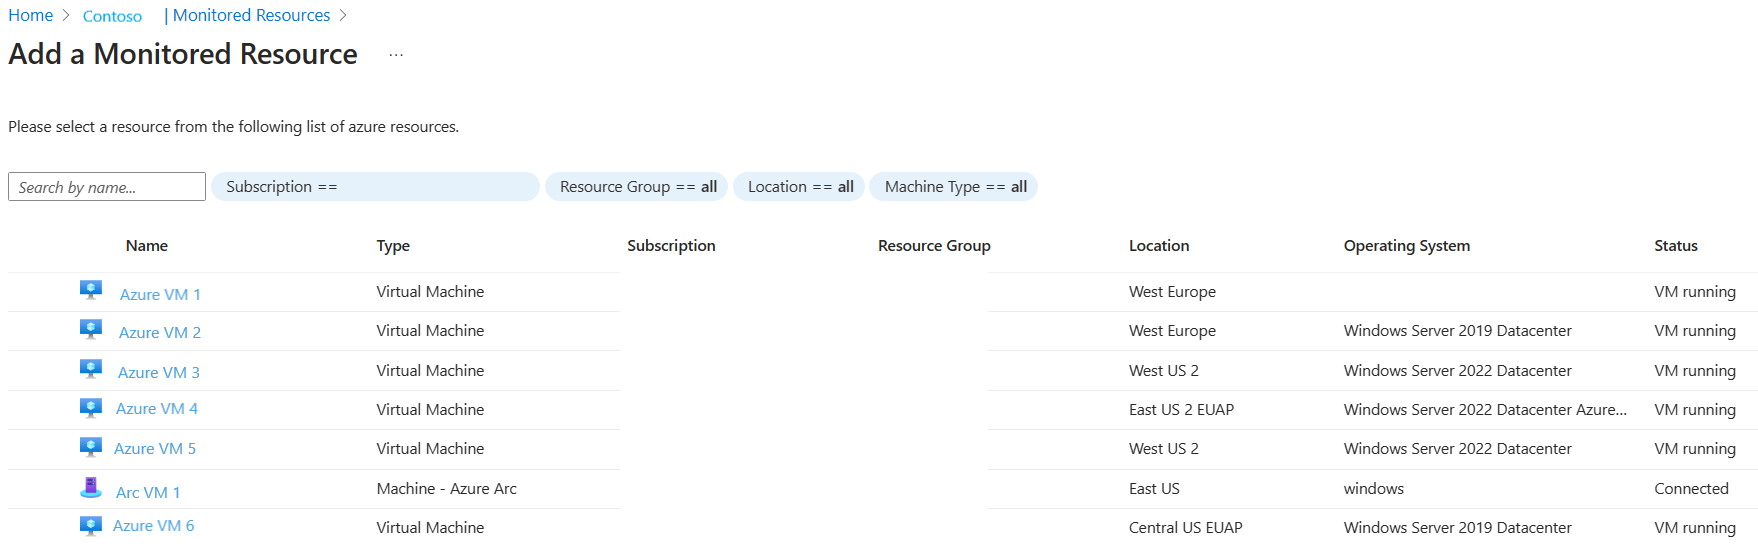 Home > Contoso | Monitored Resources >
Add a Monitored Resource ...
Please select a resource from the following list of azure resources.
Search by name... Subscription == Resource Group == all Location == all Machine Type == all
Name Type Subscription Resource Group Location Operating System Status
Azure VM 1 Virtual Machine West Europe VM running
Azure VM 2 Virtual Machine West Europe Windows Server 2019 Datacenter VM running
Azure VM 3 Virtual Machine West US 2 Windows Server 2022 Datacenter VM running
Azure VM 4 Virtual Machine East US 2 EUAP Windows Server 2022 Datacenter Azure... VM running
Azure VM 5 Virtual Machine West US 2 Windows Server 2022 Datacenter VM running
Arc VM 1 Machine - Azure Arc East US windows Connected
Azure VM 6 Virtual Machine Central US EUAP Windows Server 2019 Datacenter VM running